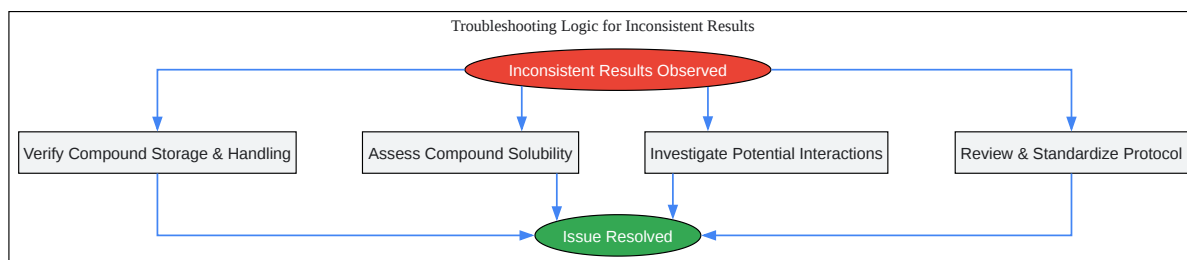 Troubleshooting Logic for Inconsistent Results
Inconsistent Results Observed
Verify Compound Storage & Handling
Assess Compound Solubility
Investigate Potential Interactions
Review & Standardize Protocol
Issue Resolved